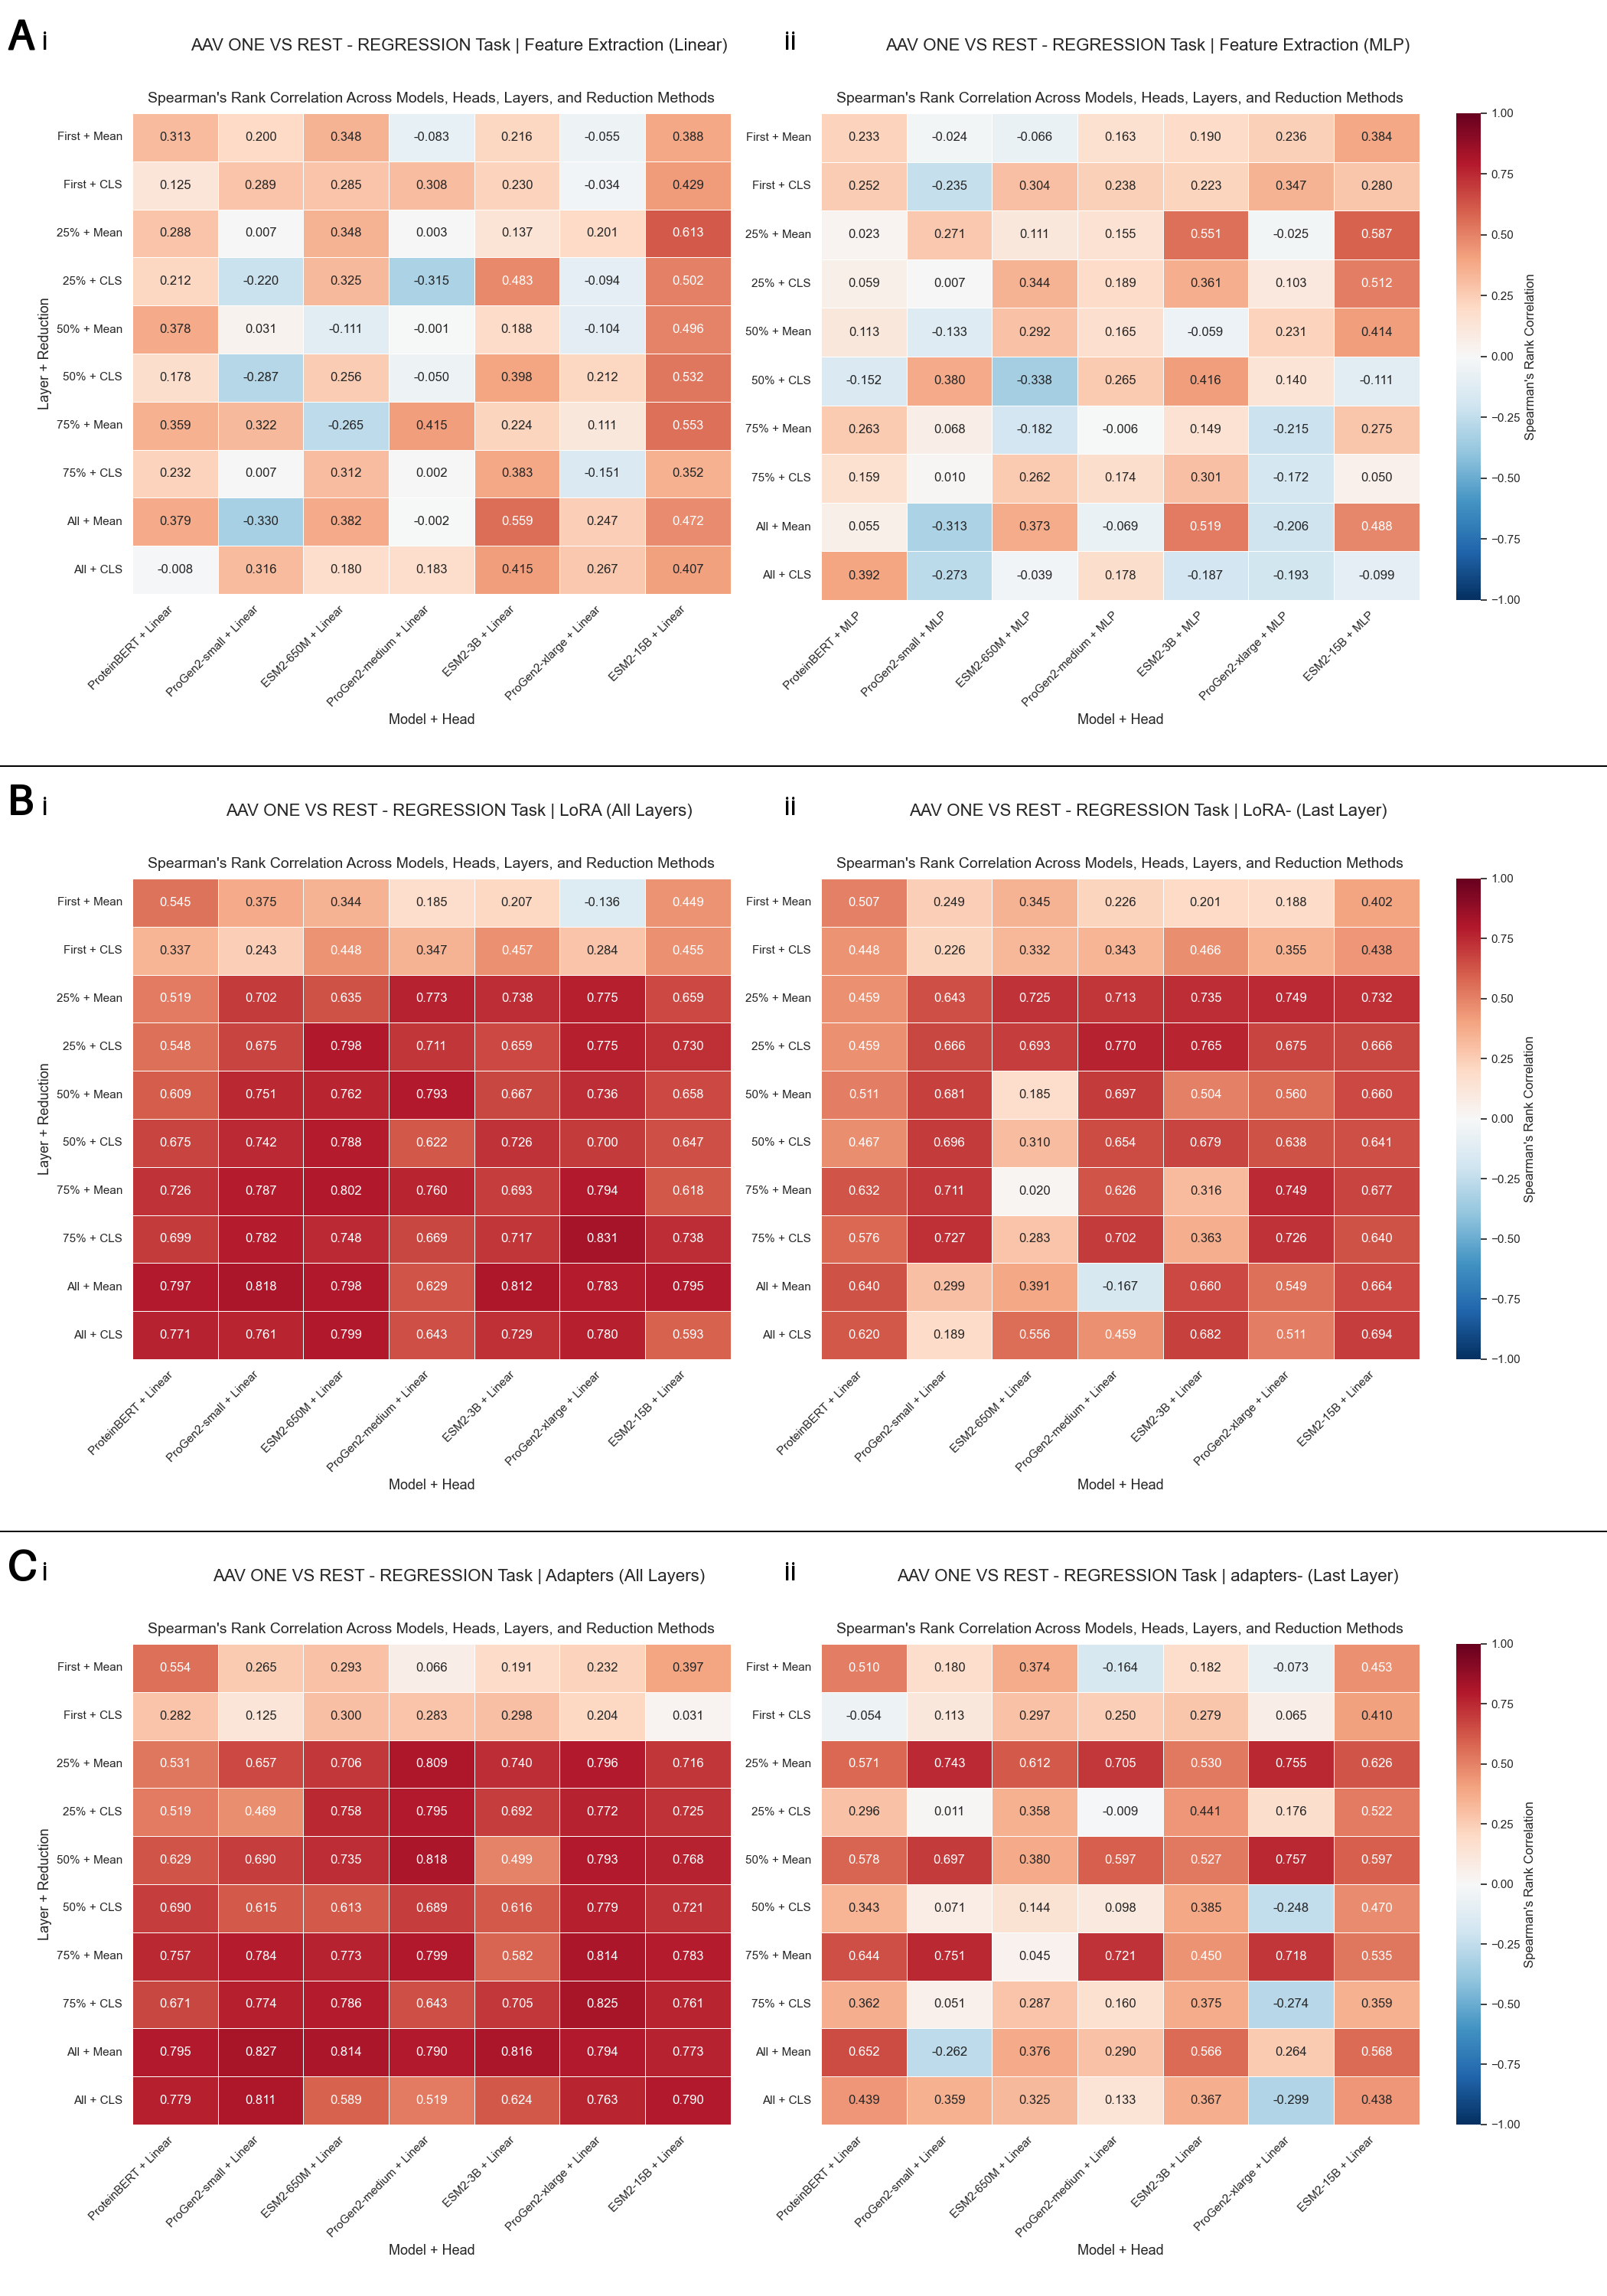 A i
AAV ONE VS REST - REGRESSION Task | Feature Extraction (Linear)
Spearman's Rank Correlation Across Models, Heads, Layers, and Reduction Methods
Layer + Reduction
First + Mean 0.313 0.200 0.348 -0.083 0.216 -0.055 0.388
First + CLS 0.125 0.289 0.285 0.308 0.230 -0.034 0.429
25% + Mean 0.288 0.007 0.348 0.003 0.137 0.201 0.613
25% + CLS 0.212 -0.220 0.325 -0.315 0.483 -0.094 0.502
50% + Mean 0.378 0.031 -0.111 -0.001 0.188 -0.104 0.496
50% + CLS 0.178 -0.287 0.256 -0.050 0.398 0.212 0.532
75% + Mean 0.359 0.322 -0.265 0.415 0.224 0.111 0.553
75% + CLS 0.232 0.007 0.312 0.002 0.383 -0.151 0.352
All + Mean 0.379 -0.330 0.382 -0.002 0.559 0.247 0.472
All + CLS -0.008 0.316 0.180 0.183 0.415 0.267 0.407
ProteinBERT + Linear
ProGen2-small + Linear
ESM2-650M + Linear
ProGen2-medium + Linear
ESM2-3B + Linear
ProGen2-xlarge + Linear
ESM2-15B + Linear
Model + Head
ii
AAV ONE VS REST - REGRESSION Task | Feature Extraction (MLP)
Spearman's Rank Correlation Across Models, Heads, Layers, and Reduction Methods
First + Mean 0.233 -0.024 -0.066 0.163 0.190 0.236 0.384
First + CLS 0.252 -0.235 0.304 0.238 0.223 0.347 0.280
25% + Mean 0.023 0.271 0.111 0.155 0.551 -0.025 0.587
25% + CLS 0.059 0.007 0.344 0.189 0.361 0.103 0.512
50% + Mean 0.113 -0.133 0.292 0.165 -0.059 0.231 0.414
50% + CLS -0.152 0.380 -0.338 0.265 0.416 0.140 -0.111
75% + Mean 0.263 0.068 -0.182 -0.006 0.149 -0.215 0.275
75% + CLS 0.159 0.010 0.262 0.174 0.301 -0.172 0.050
All + Mean 0.055 -0.313 0.373 -0.069 0.519 -0.206 0.488
All + CLS 0.392 -0.273 -0.039 0.178 -0.187 -0.193 -0.099
ProteinBERT + MLP
ProGen2-small + MLP
ESM2-650M + MLP
ProGen2-medium + MLP
ESM2-3B + MLP
ProGen2-xlarge + MLP
ESM2-15B + MLP
Model + Head
1.00
0.75
0.50
0.25
0.00
−0.25
−0.50
−0.75
−1.00
Spearman's Rank Correlation
B i
AAV ONE VS REST - REGRESSION Task | LoRA (All Layers)
Spearman's Rank Correlation Across Models, Heads, Layers, and Reduction Methods
Layer + Reduction
First + Mean 0.545 0.375 0.344 0.185 0.207 -0.136 0.449
First + CLS 0.337 0.243 0.448 0.347 0.457 0.284 0.455
25% + Mean 0.519 0.702 0.635 0.773 0.738 0.775 0.659
25% + CLS 0.548 0.675 0.798 0.711 0.659 0.775 0.730
50% + Mean 0.609 0.751 0.762 0.793 0.667 0.736 0.658
50% + CLS 0.675 0.742 0.788 0.622 0.726 0.700 0.647
75% + Mean 0.726 0.787 0.802 0.760 0.693 0.794 0.618
75% + CLS 0.699 0.782 0.748 0.669 0.717 0.831 0.738
All + Mean 0.797 0.818 0.798 0.629 0.812 0.783 0.795
All + CLS 0.771 0.761 0.799 0.643 0.729 0.780 0.593
ProteinBERT + Linear
ProGen2-small + Linear
ESM2-650M + Linear
ProGen2-medium + Linear
ESM2-3B + Linear
ProGen2-xlarge + Linear
ESM2-15B + Linear
Model + Head
ii
AAV ONE VS REST - REGRESSION Task | LoRA- (Last Layer)
Spearman's Rank Correlation Across Models, Heads, Layers, and Reduction Methods
First + Mean 0.507 0.249 0.345 0.226 0.201 0.188 0.402
First + CLS 0.448 0.226 0.332 0.343 0.466 0.355 0.438
25% + Mean 0.459 0.643 0.725 0.713 0.735 0.749 0.732
25% + CLS 0.459 0.666 0.693 0.770 0.765 0.675 0.666
50% + Mean 0.511 0.681 0.185 0.697 0.504 0.560 0.660
50% + CLS 0.467 0.696 0.310 0.654 0.679 0.638 0.641
75% + Mean 0.632 0.711 0.020 0.626 0.316 0.749 0.677
75% + CLS 0.576 0.727 0.283 0.702 0.363 0.726 0.640
All + Mean 0.640 0.299 0.391 -0.167 0.660 0.549 0.664
All + CLS 0.620 0.189 0.556 0.459 0.682 0.511 0.694
ProteinBERT + Linear
ProGen2-small + Linear
ESM2-650M + Linear
ProGen2-medium + Linear
ESM2-3B + Linear
ProGen2-xlarge + Linear
ESM2-15B + Linear
Model + Head
1.00
0.75
0.50
0.25
0.00
−0.25
−0.50
−0.75
−1.00
Spearman's Rank Correlation
C i
AAV ONE VS REST - REGRESSION Task | Adapters (All Layers)
Spearman's Rank Correlation Across Models, Heads, Layers, and Reduction Methods
Layer + Reduction
First + Mean 0.554 0.265 0.293 0.066 0.191 0.232 0.397
First + CLS 0.282 0.125 0.300 0.283 0.298 0.204 0.031
25% + Mean 0.531 0.657 0.706 0.809 0.740 0.796 0.716
25% + CLS 0.519 0.469 0.758 0.795 0.692 0.772 0.725
50% + Mean 0.629 0.690 0.735 0.818 0.499 0.793 0.768
50% + CLS 0.690 0.615 0.613 0.689 0.616 0.779 0.721
75% + Mean 0.757 0.784 0.773 0.799 0.582 0.814 0.783
75% + CLS 0.671 0.774 0.786 0.643 0.705 0.825 0.761
All + Mean 0.795 0.827 0.814 0.790 0.816 0.794 0.773
All + CLS 0.779 0.811 0.589 0.519 0.624 0.763 0.790
ProteinBERT + Linear
ProGen2-small + Linear
ESM2-650M + Linear
ProGen2-medium + Linear
ESM2-3B + Linear
ProGen2-xlarge + Linear
ESM2-15B + Linear
Model + Head
ii
AAV ONE VS REST - REGRESSION Task | adapters- (Last Layer)
Spearman's Rank Correlation Across Models, Heads, Layers, and Reduction Methods
First + Mean 0.510 0.180 0.374 -0.164 0.182 -0.073 0.453
First + CLS -0.054 0.113 0.297 0.250 0.279 0.065 0.410
25% + Mean 0.571 0.743 0.612 0.705 0.530 0.755 0.626
25% + CLS 0.296 0.011 0.358 -0.009 0.441 0.176 0.522
50% + Mean 0.578 0.697 0.380 0.597 0.527 0.757 0.597
50% + CLS 0.343 0.071 0.144 0.098 0.385 -0.248 0.470
75% + Mean 0.644 0.751 0.045 0.721 0.450 0.718 0.535
75% + CLS 0.362 0.051 0.287 0.160 0.375 -0.274 0.359
All + Mean 0.652 -0.262 0.376 0.290 0.566 0.264 0.568
All + CLS 0.439 0.359 0.325 0.133 0.367 -0.299 0.438
ProteinBERT + Linear
ProGen2-small + Linear
ESM2-650M + Linear
ProGen2-medium + Linear
ESM2-3B + Linear
ProGen2-xlarge + Linear
ESM2-15B + Linear
Model + Head
1.00
0.75
0.50
0.25
0.00
−0.25
−0.50
−0.75
−1.00
Spearman's Rank Correlation